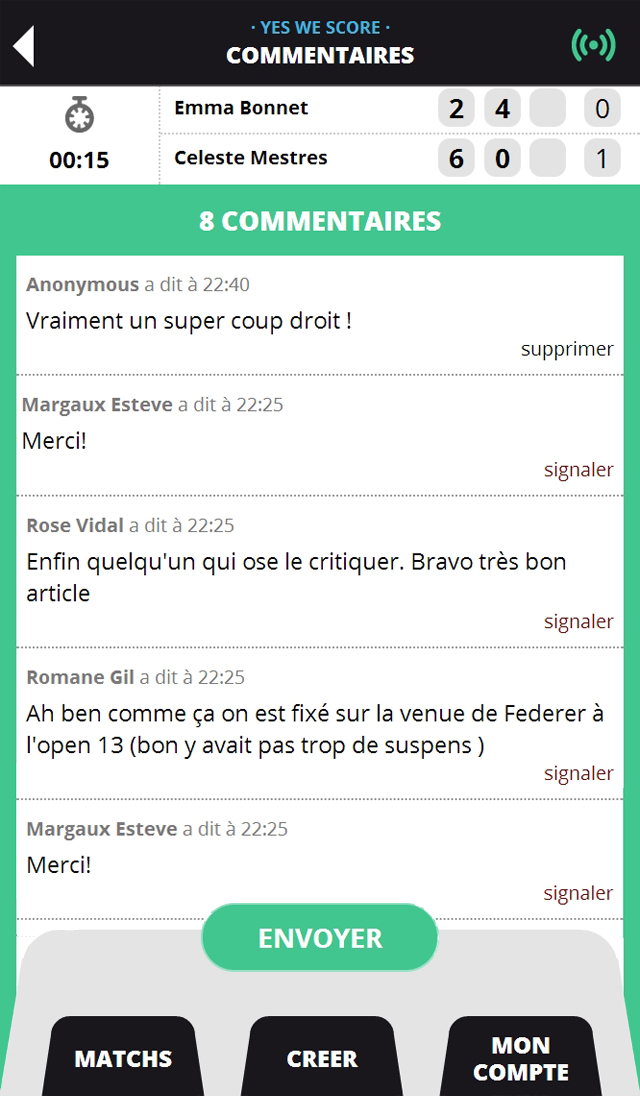 · YES WE SCORE ·
COMMENTAIRES
00:15
Emma Bonnet 2 4 0
Celeste Mestres 6 0 1
8 COMMENTAIRES
Anonymous a dit à 22:40
Vraiment un super coup droit !
supprimer
Margaux Esteve a dit à 22:25
Merci!
signaler
Rose Vidal a dit à 22:25
Enfin quelqu'un qui ose le critiquer. Bravo très bon
article
signaler
Romane Gil a dit à 22:25
Ah ben comme ça on est fixé sur la venue de Federer à
l'open 13 (bon y avait pas trop de suspens )
signaler
Margaux Esteve a dit à 22:25
Merci!
signaler
ENVOYER
MATCHS
CREER
MON
COMPTE